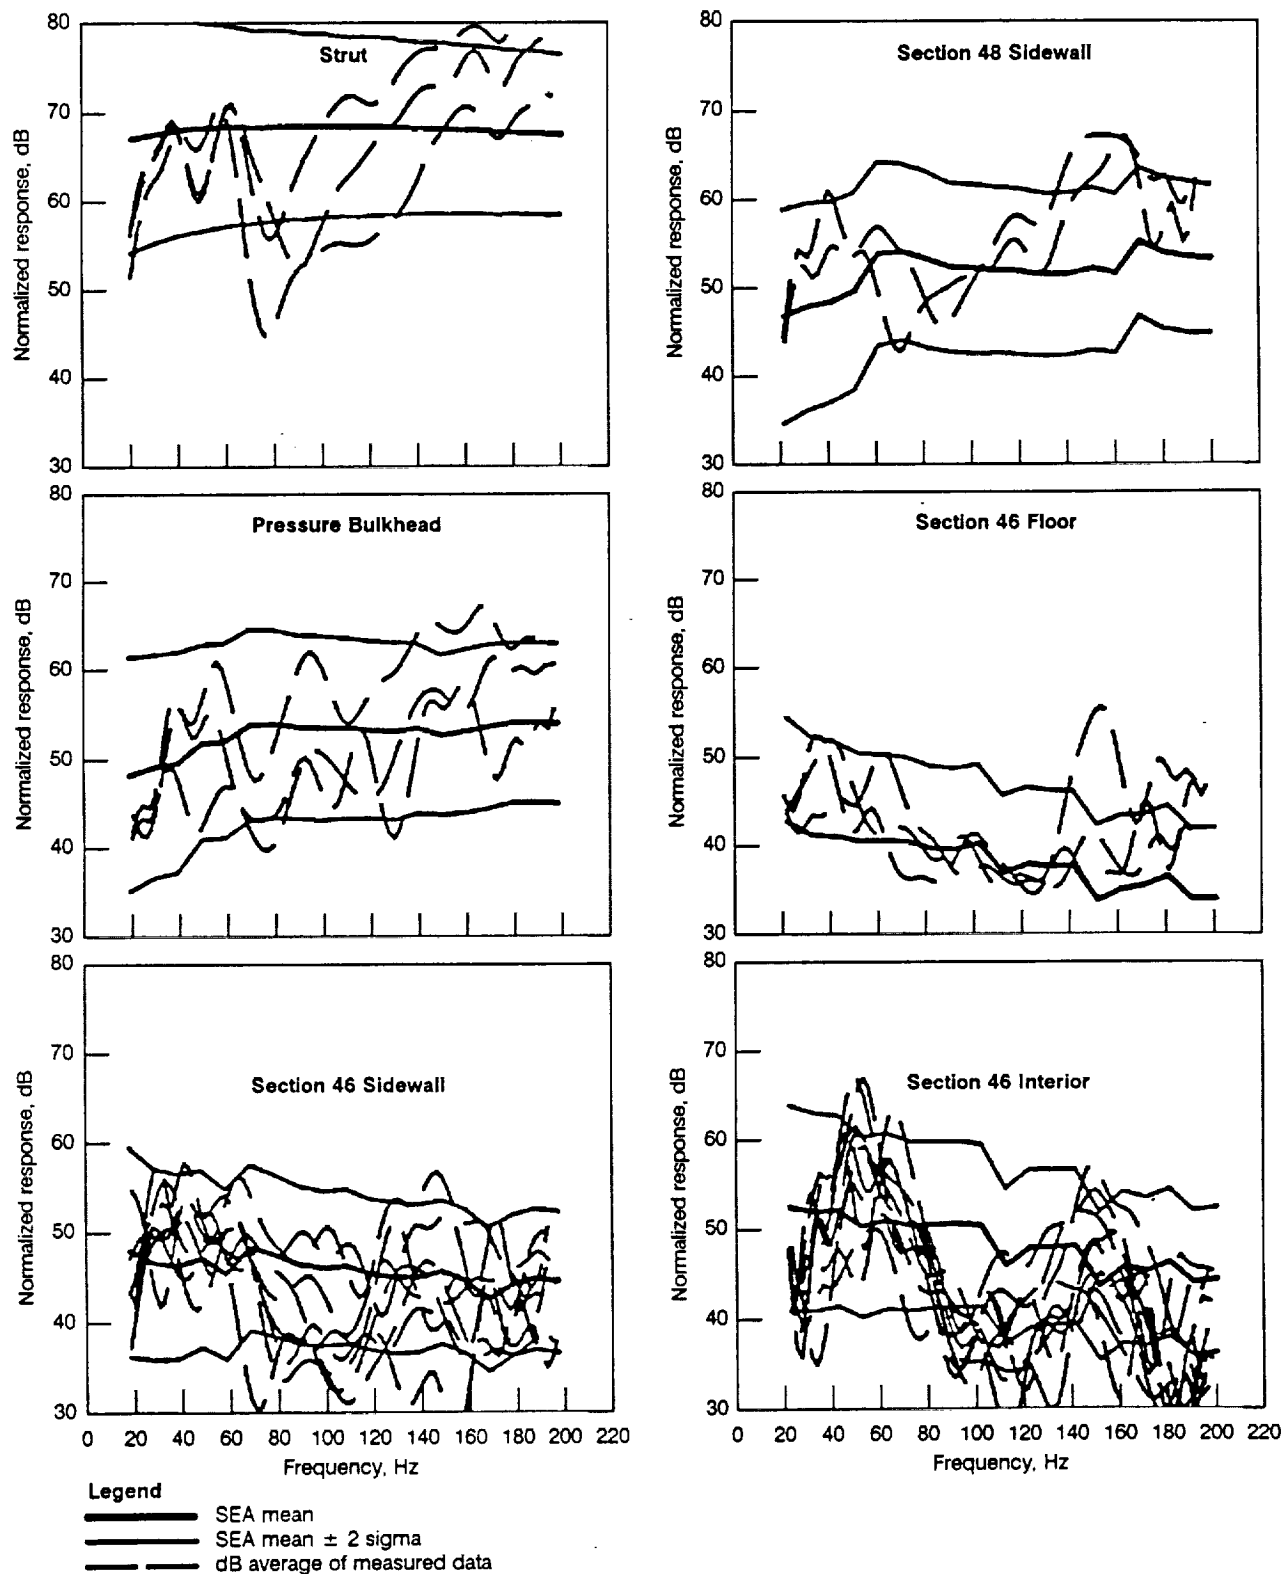 80
70
60
50
40
30
Normalized response, dB
Strut
80
70
60
50
40
30
Normalized response, dB
Section 48 Sidewall
80
70
60
50
40
30
Normalized response, dB
Pressure Bulkhead
80
70
60
50
40
30
Normalized response, dB
Section 46 Floor
80
70
60
50
40
30
Normalized response, dB
Section 46 Sidewall
0 20 40 60 80 100 120 140 160 180 200 220
Frequency, Hz
80
70
60
50
40
30
Normalized response, dB
Section 46 Interior
0 20 40 60 80 100 120 140 160 180 200 220
Frequency, Hz
Legend
SEA mean
SEA mean ± 2 sigma
dB average of measured data